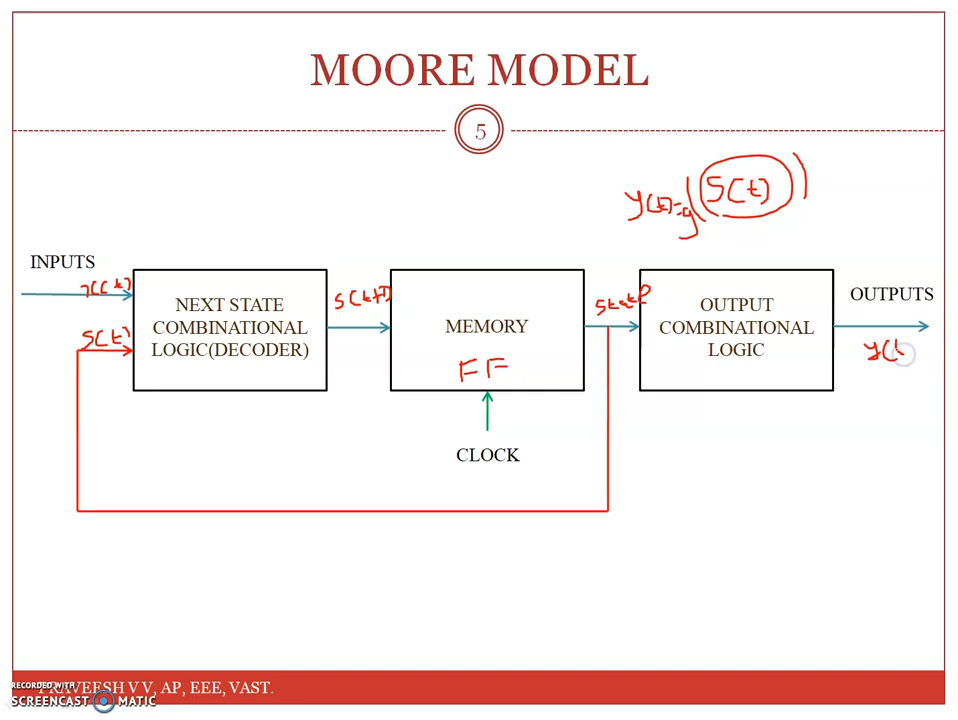 MOORE MODEL
5
y(t)=g(S(t))
INPUTS
x(t)
S(t)
NEXT STATE
COMBINATIONAL
LOGIC(DECODER)
S(t+1)
MEMORY
FF
CLOCK
State
OUTPUT
COMBINATIONAL
LOGIC
OUTPUTS
y(t
PRAVEESH V V, AP, EEE, VAST.
RECORDED WITH
SCREENCAST MATIC